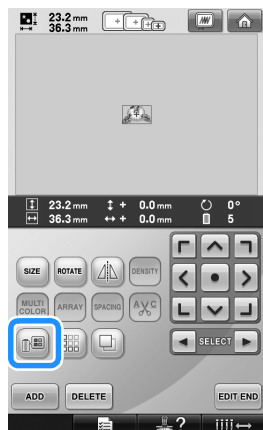 23.2 mm
36.3 mm
23.2 mm + 0.0 mm 0°
36.3 mm + 0.0 mm 5
SIZE ROTATE DENSITY
MULTI COLOR ARRAY SPACING AVC
SELECT
ADD DELETE EDIT END
?